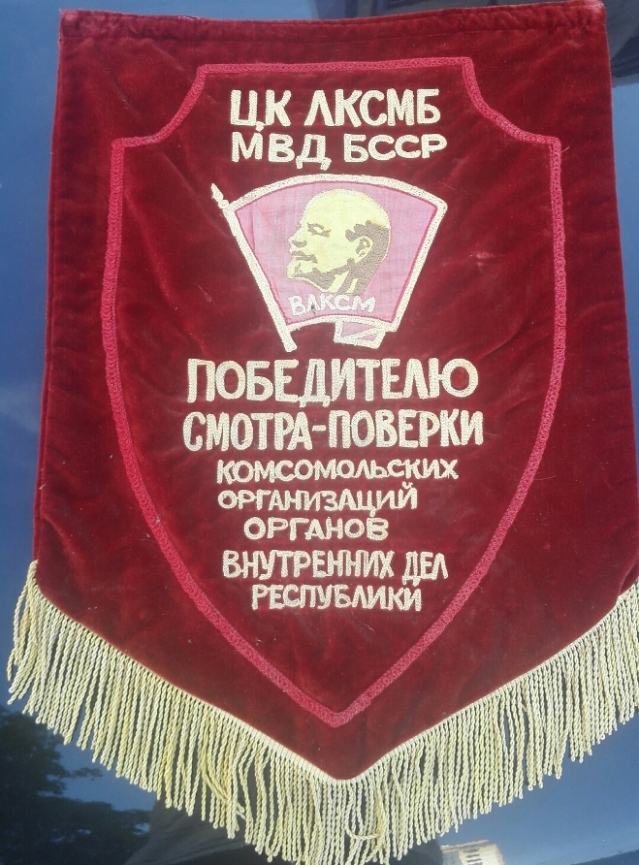 ЦК ЛКСМБ
МВД БССР
ВЛКСМ
ПОБЕДИТЕЛЮ
СМОТРА-ПОВЕРКИ
КОМСОМОЛЬСКИХ
ОРГАНИЗАЦИЙ
ОРГАНОВ
ВНУТРЕННИХ ДЕЛ
РЕСПУБЛИКИ